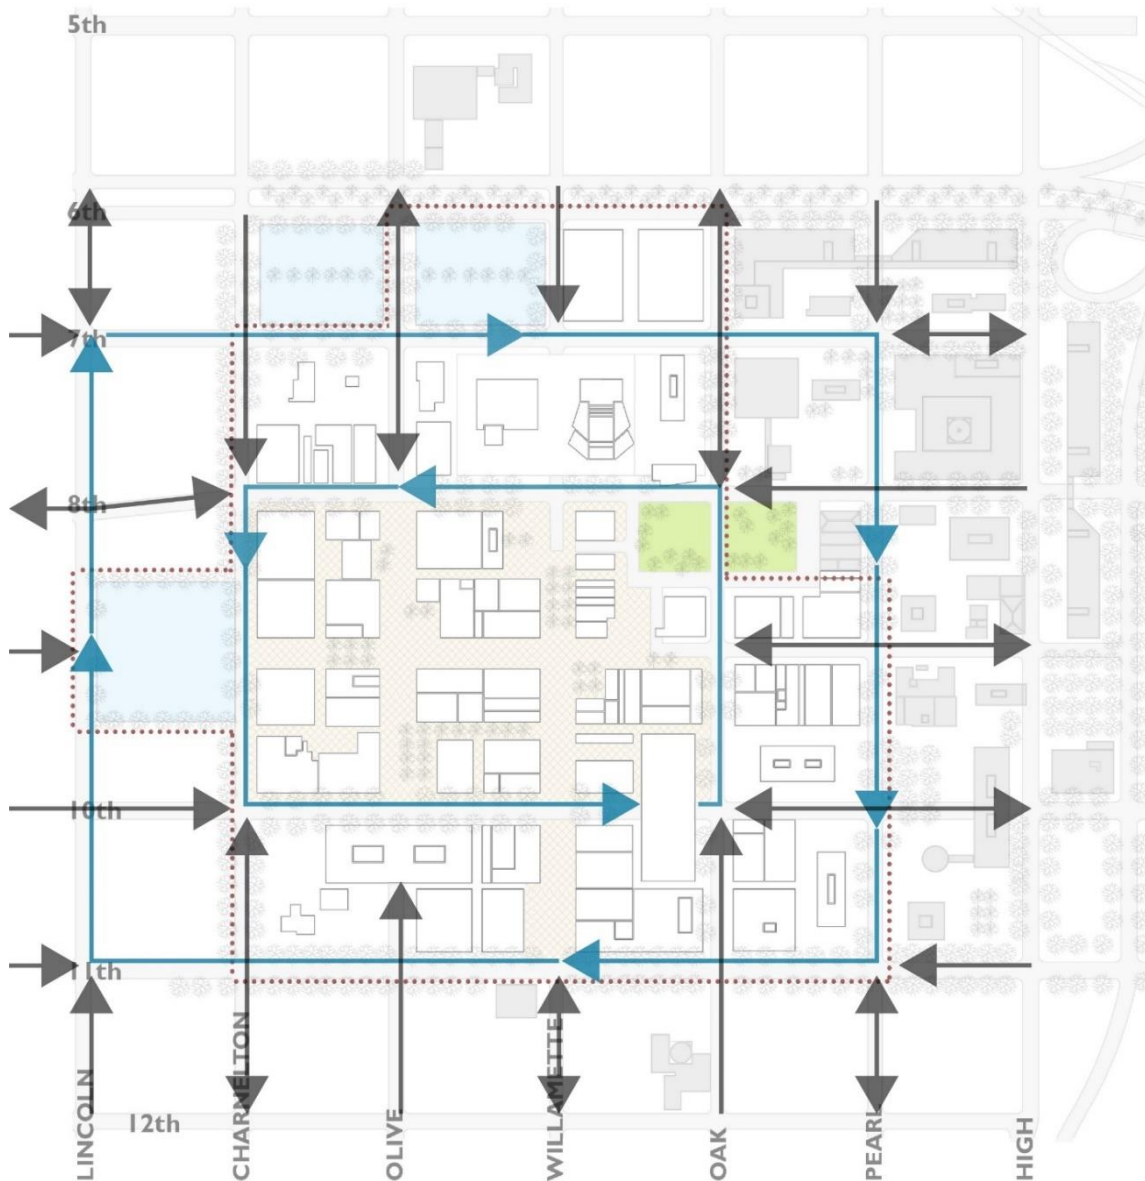 5th
6th
7th
8th
10th
11th
12th
LINCOLN
CHARNELTON
OLIVE
WILLAMETTE
OAK
PEARL
HIGH